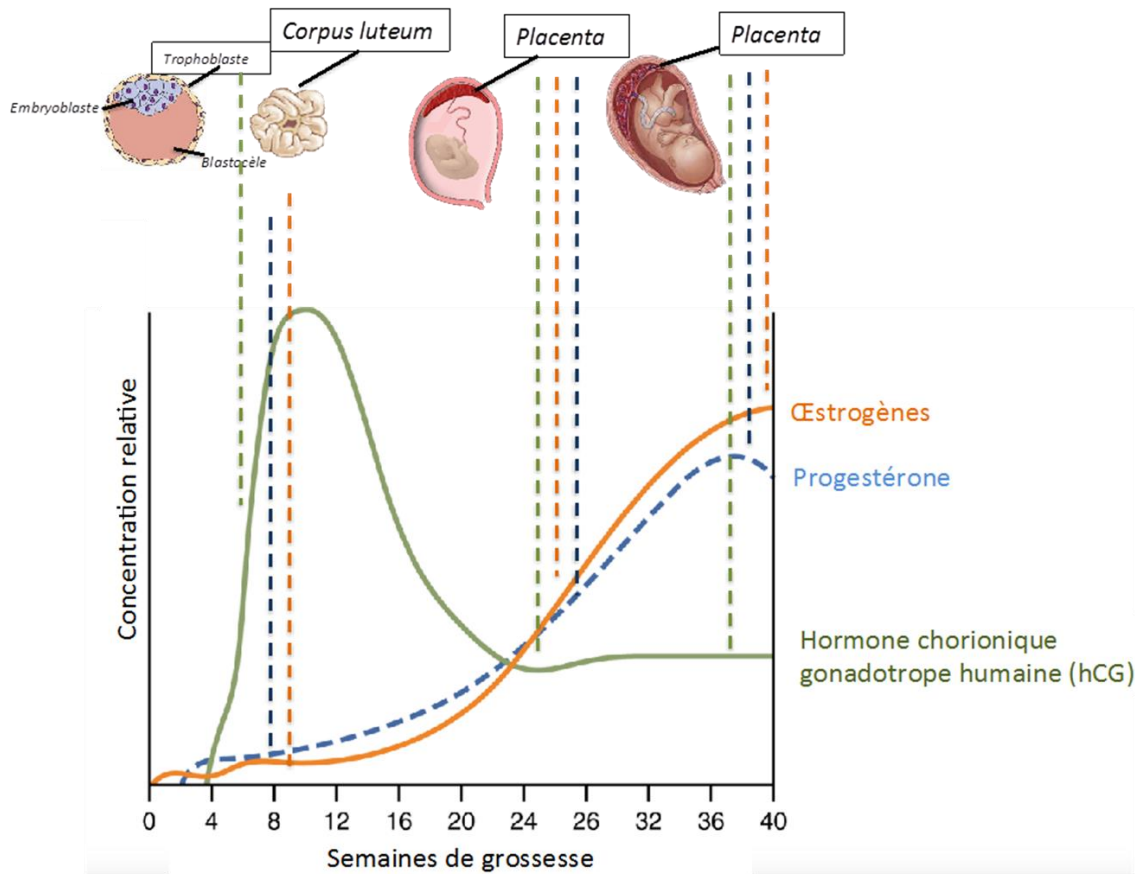 Corpus luteum
Placenta
Placenta
Trophoblaste
Embryoblaste
Blastocèle
Concentration relative
Œstrogènes
Progestérone
Hormone chorionique
gonadotrope humaine (hCG)
0 4 8 12 16 20 24 26 32 36 40
Semaines de grossesse